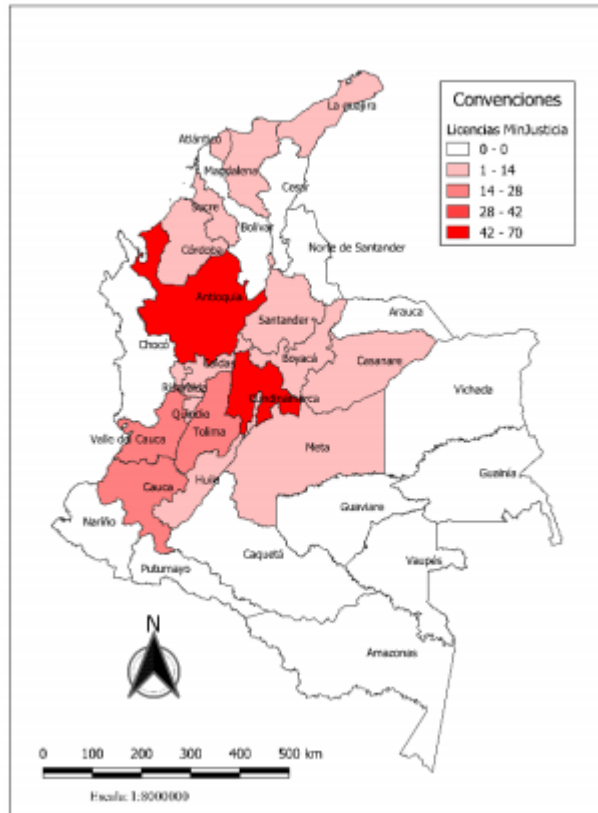 Convenciones
Licencias MinJusticia
0 - 0
1 - 14
14 - 28
28 - 42
42 - 70
La guajira
Atlántico
Magdalena
Cesar
Sucre
Bolívar
Córdoba
Norte de Santander
Antioquia
Santander
Arauca
Chocó
Boyacá
Casanare
Caldas
Risaralda
Cundinamarca
Vichada
Quindío
Valle del Cauca
Tolima
Meta
Guainía
Cauca
Huila
Guaviare
Nariño
Caquetá
Vaupés
Putumayo
Amazonas
N
0 100 200 300 400 500 km
Escala: 1:8000000